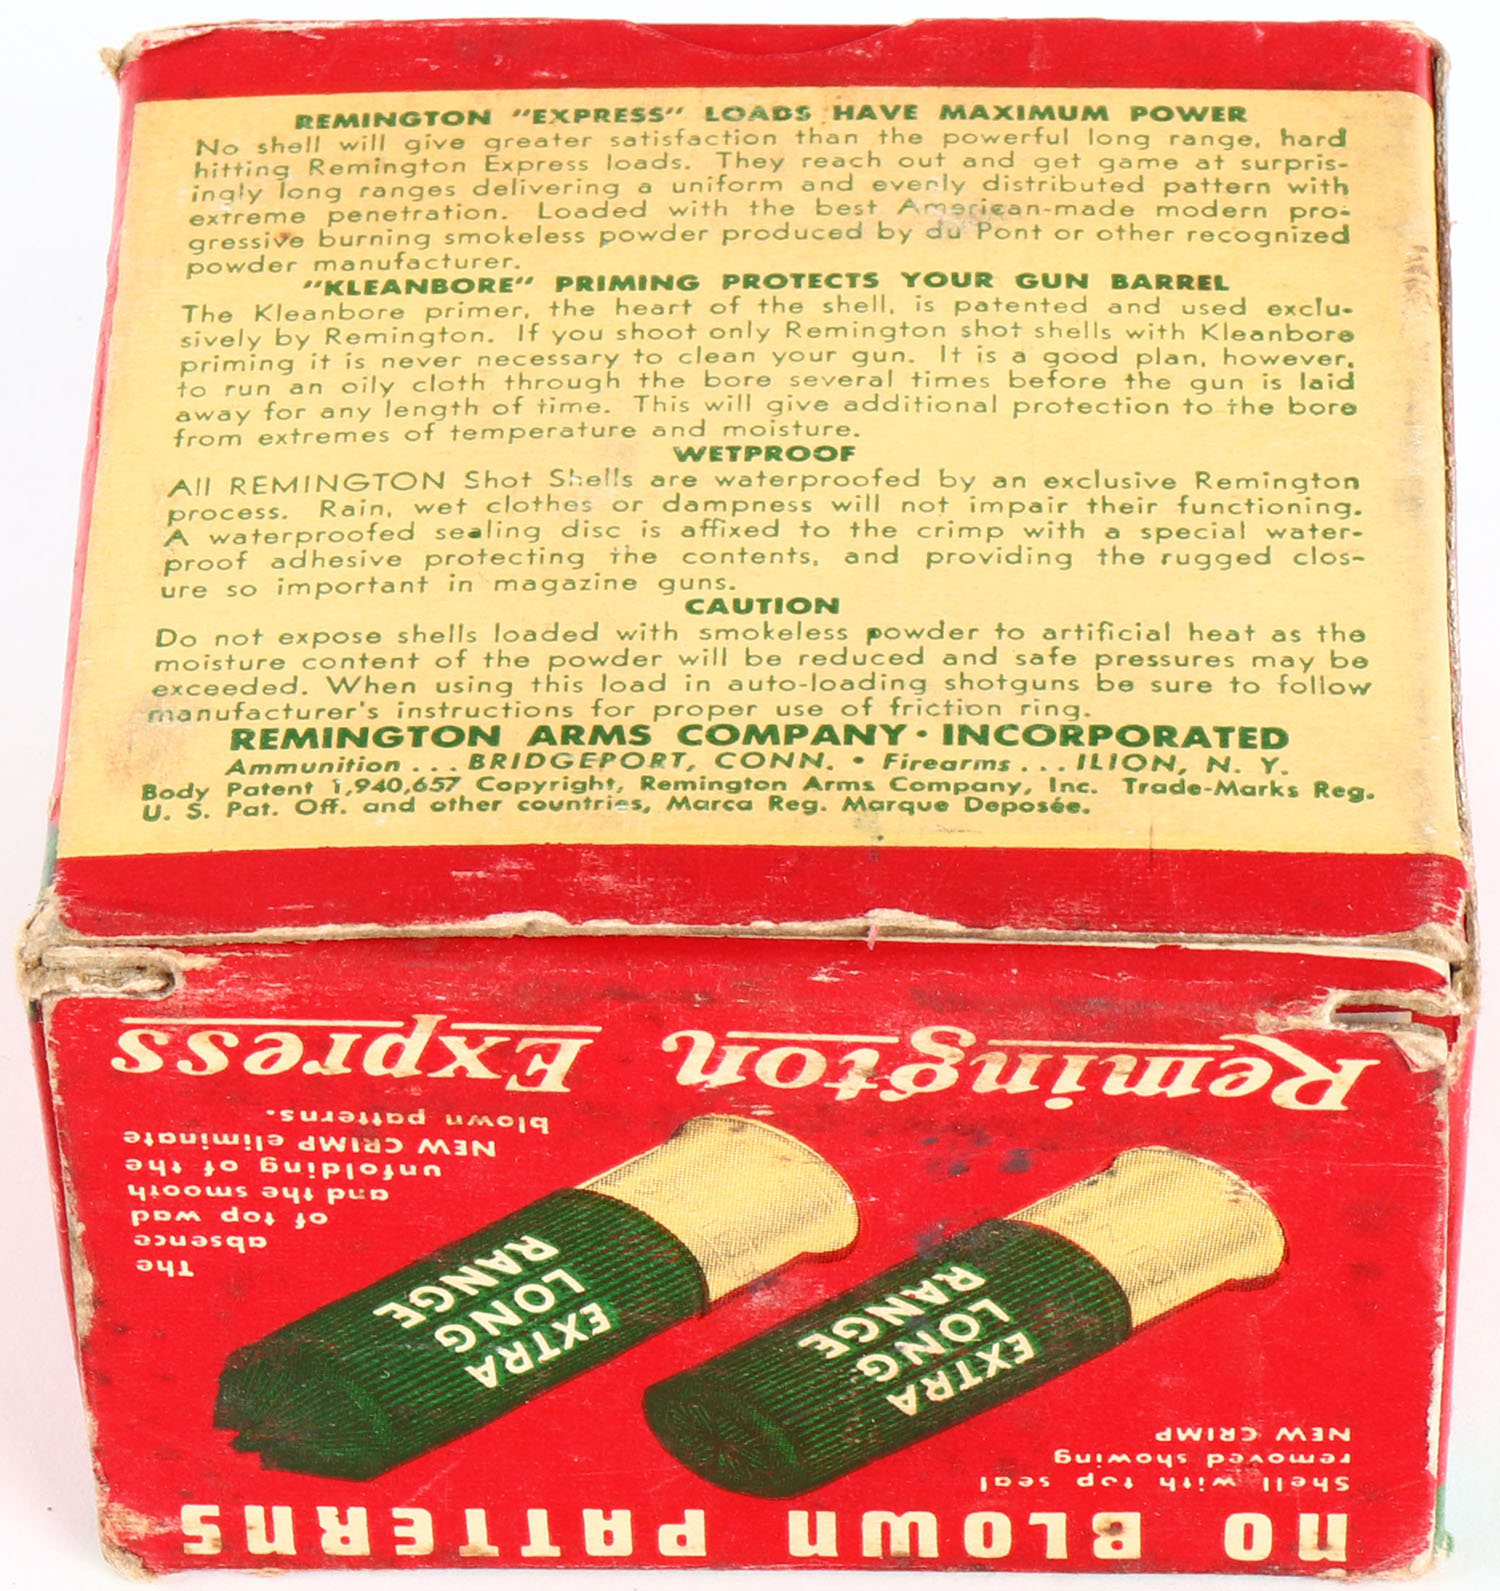 REMINGTON "EXPRESS" LOADS HAVE MAXIMUM POWER
No shell will give greater satisfaction than the powerful long range, hard
hitting Remington Express loads. They reach out and get game at surpris-
ingly long ranges delivering a uniform and evenly distributed pattern with
extreme penetration. Loaded with the best American-made modern pro-
gressive burning smokeless powder produced by du Pont or other recognized
powder manufacturer.
"KLEANBORE" PRIMING PROTECTS YOUR GUN BARREL
The Kleanbore primer, the heart of the shell, is patented and used exclu-
sively by Remington. If you shoot only Remington shot shells with Kleanbore
priming it is never necessary to clean your gun. It is a good plan, however,
to run an oily cloth through the bore several times before the gun is laid
away for any length of time. This will give additional protection to the bore
from extremes of temperature and moisture.
WETPROOF
All REMINGTON Shot Shells are waterproofed by an exclusive Remington
process. Rain, wet clothes or dampness will not impair their functioning.
A waterproofed sealing disc is affixed to the crimp with a special water-
proof adhesive protecting the contents, and providing the rugged clos-
ure so important in magazine guns.
CAUTION
Do not expose shells loaded with smokeless powder to artificial heat as the
moisture content of the powder will be reduced and safe pressures may be
exceeded. When using this load in auto-loading shotguns be sure to follow
manufacturer's instructions for proper use of friction ring.
REMINGTON ARMS COMPANY · INCORPORATED
Ammunition . . . BRIDGEPORT, CONN. • Firearms . . . ILION, N. Y.
Body Patent 1,940,657 Copyright, Remington Arms Company, Inc. Trade-Marks Reg.
U. S. Pat. Off. and other countries, Marca Reg. Marque Deposée.
NO BLOWN PATTERNS
Shell with top seal
removed showing
NEW CRIMP
EXTRA
LONG
RANGE
EXTRA
LONG
RANGE
The
absence
of top wad
and the smooth
unfolding of the
NEW CRIMP eliminate
blown patterns.
Remington Express